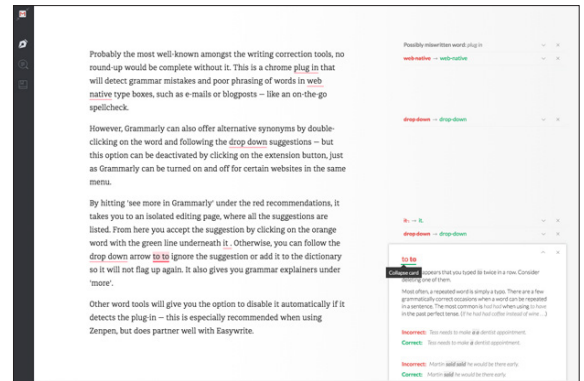 Probably the most well-known amongst the writing correction tools, no
round-up would be complete without it. This is a chrome plug in that
will detect grammar mistakes and poor phrasing of words in web
native type boxes, such as e-mails or blogposts — like an on-the-go
spellcheck.
However, Grammarly can also offer alternative synonyms by double-
clicking on the word and following the drop down suggestions — but
this option can be deactivated by clicking on the extension button, just
as Grammarly can be turned on and off for certain websites in the same
menu.
By hitting 'see more in Grammarly' under the red recommendations, it
takes you to an isolated editing page, where all the suggestions are
listed. From here you accept the suggestion by clicking on the orange
word with the green line underneath it . Otherwise, you can follow the
drop down arrow to to ignore the suggestion or add it to the dictionary
so it will not flag up again. It also gives you grammar explainers under
'more'.
Other word tools will give you the option to disable it automatically if it
detects the plug-in — this is especially recommended when using
Zenpen, but does partner well with Easywrite.
Possibly miswritten word: plug in
web native → web-native
drop down → drop-down
it . → it.
drop down → drop-down
to to
Collapse card
appears that you typed to twice in a row. Consider
deleting one of them.
Most often, a repeated word is simply a typo. There are a few
grammatically correct occasions when a word can be repeated
in a sentence. The most common is had had when using to have
in the past perfect tense. (If he had had coffee instead of wine ...)
Incorrect: Tess needs to make a a dentist appointment.
Correct: Tess needs to make a dentist appointment.
Incorrect: Martin said said he would be there early.
Correct: Martin said he would be there early.